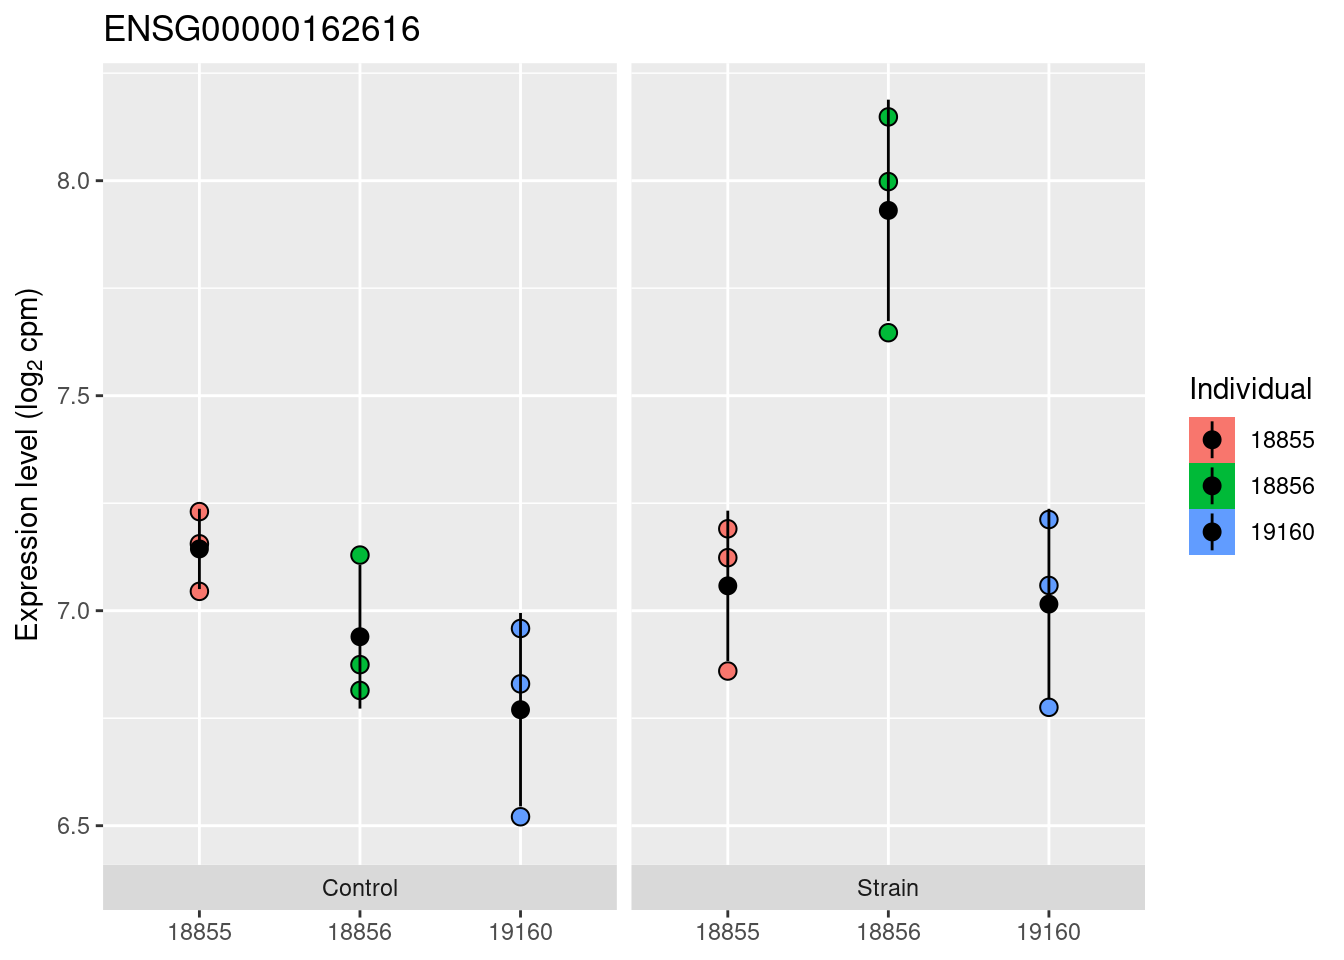 ENSG00000162616
Expression level (log2 cpm)
8.0
7.5
7.0
6.5
Control
Strain
18855
18856
19160
18855
18856
19160
Individual
18855
18856
19160